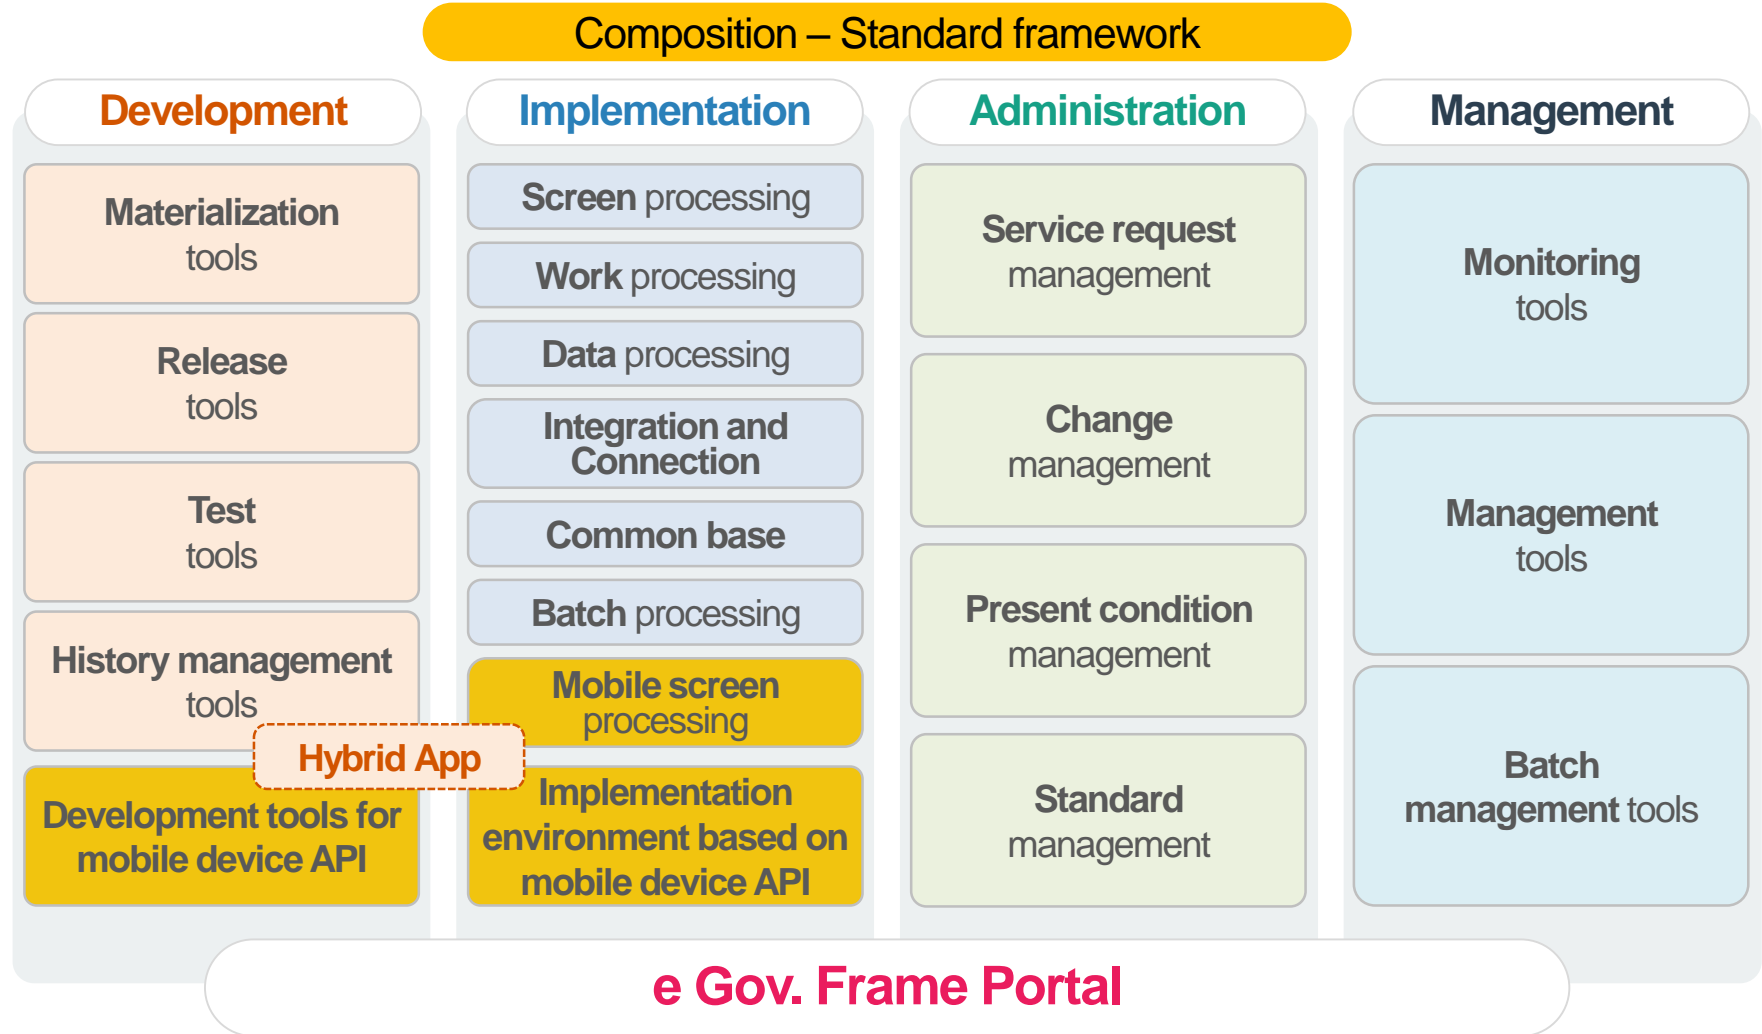 Composition – Standard framework
Development
Materialization
tools
Release
tools
Test
tools
History management
tools
Development tools for
mobile device API
Hybrid App
Implementation
Screen processing
Work processing
Data processing
Integration and
Connection
Common base
Batch processing
Mobile screen
processing
Implementation
environment based on
mobile device API
Administration
Service request
management
Change
management
Present condition
management
Standard
management
Management
Monitoring
tools
Management
tools
Batch
management tools
e Gov. Frame Portal